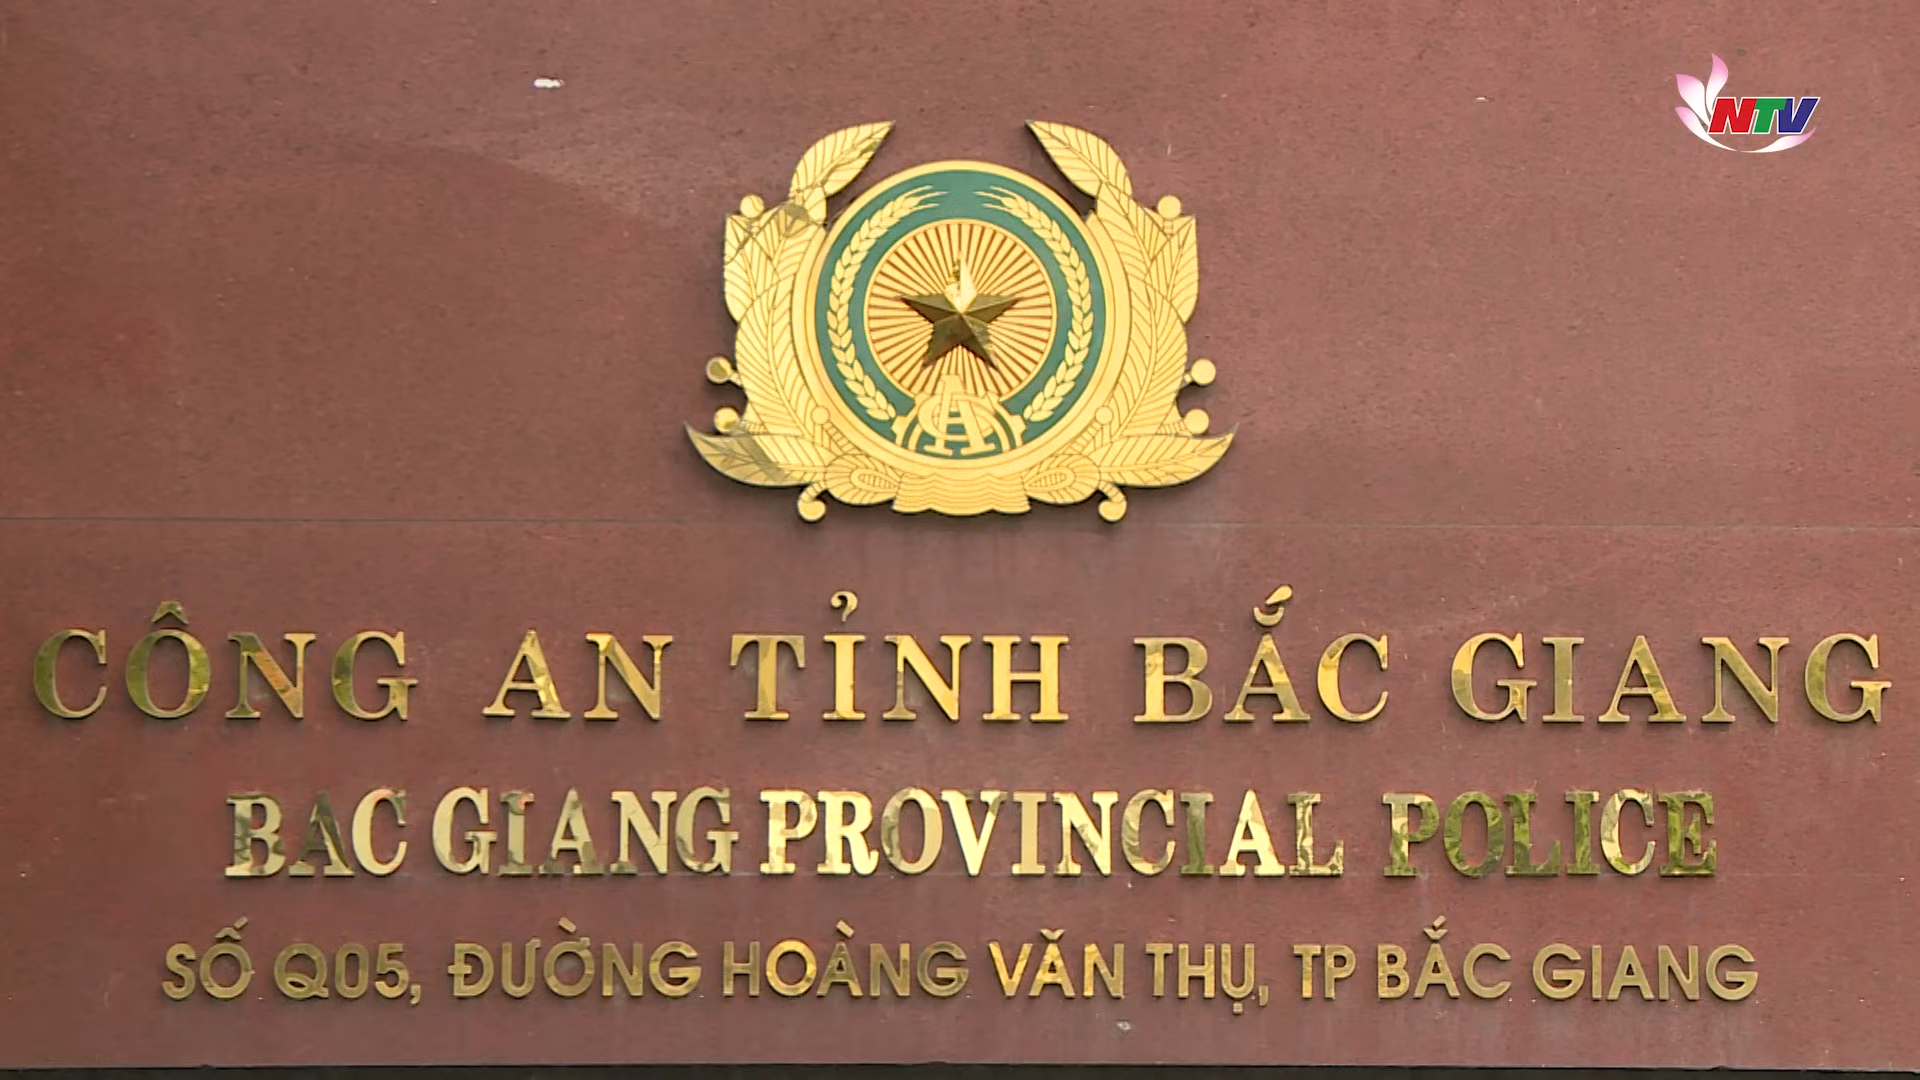 NTV
CÔNG AN TỈNH BẮC GIANG
BAC GIANG PROVINCIAL POLICE
SỐ Q05, ĐƯỜNG HOÀNG VĂN THỤ, TP BẮC GIANG